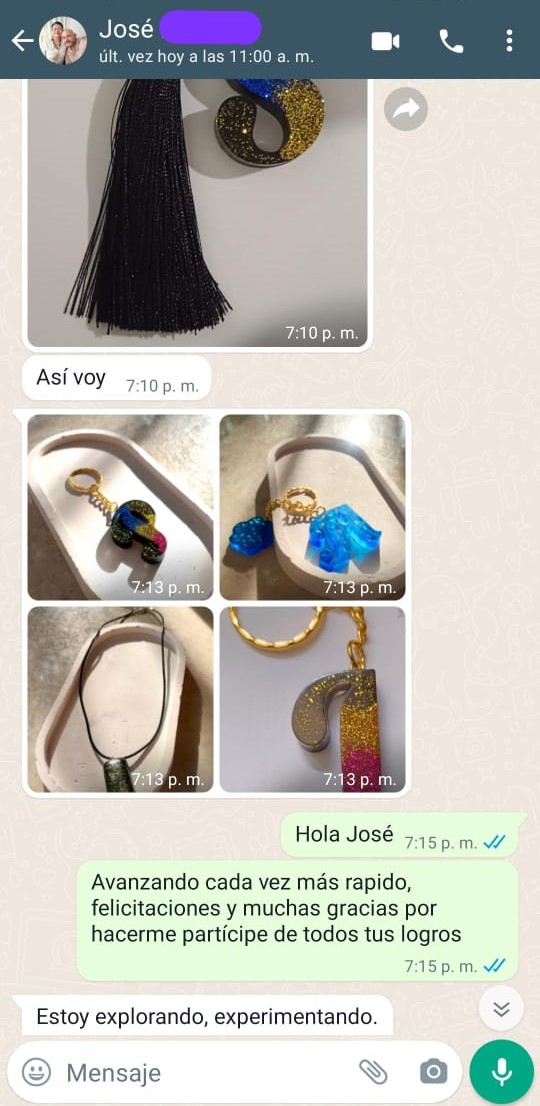 José
últ. vez hoy a las 11:00 a. m.
7:10 p. m.
Así voy 7:10 p. m.
7:13 p. m. 7:13 p. m.
7:13 p. m. 7:13 p. m.
Hola José 7:15 p. m.
Avanzando cada vez más rapido,
felicitaciones y muchas gracias por
hacerme partícipe de todos tus logros
7:15 p. m.
Estoy explorando, experimentando.
Mensaje